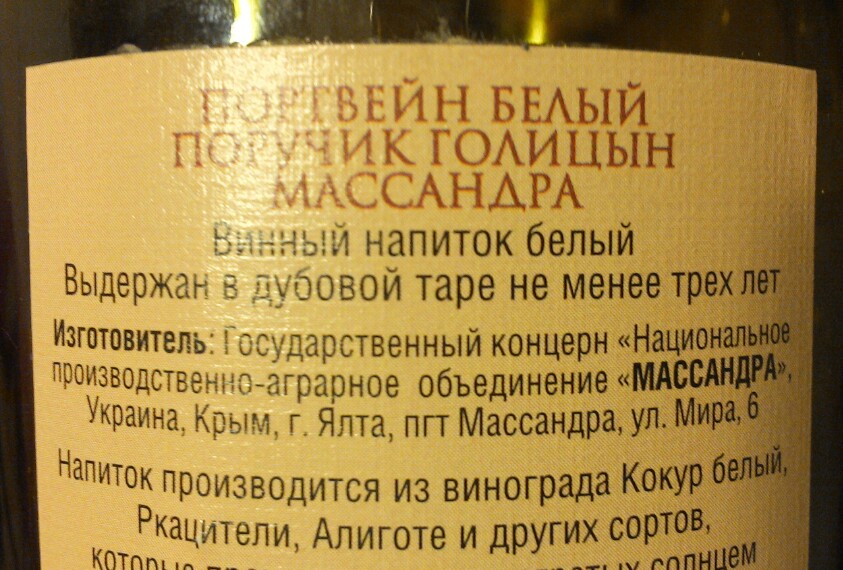 ПОРТВЕЙН БЕЛЫЙ
ПОРУЧИК ГОЛИЦЫН
МАССАНДРА
Винный напиток белый
Выдержан в дубовой таре не менее трех лет
Изготовитель: Государственный концерн «Национальное
производственно-аграрное объединение «МАССАНДРА»,
Украина, Крым, г. Ялта, пгт Массандра, ул. Мира, 6
Напиток производится из винограда Кокур белый,
Ркацители, Алиготе и других сортов,
которые солнцем